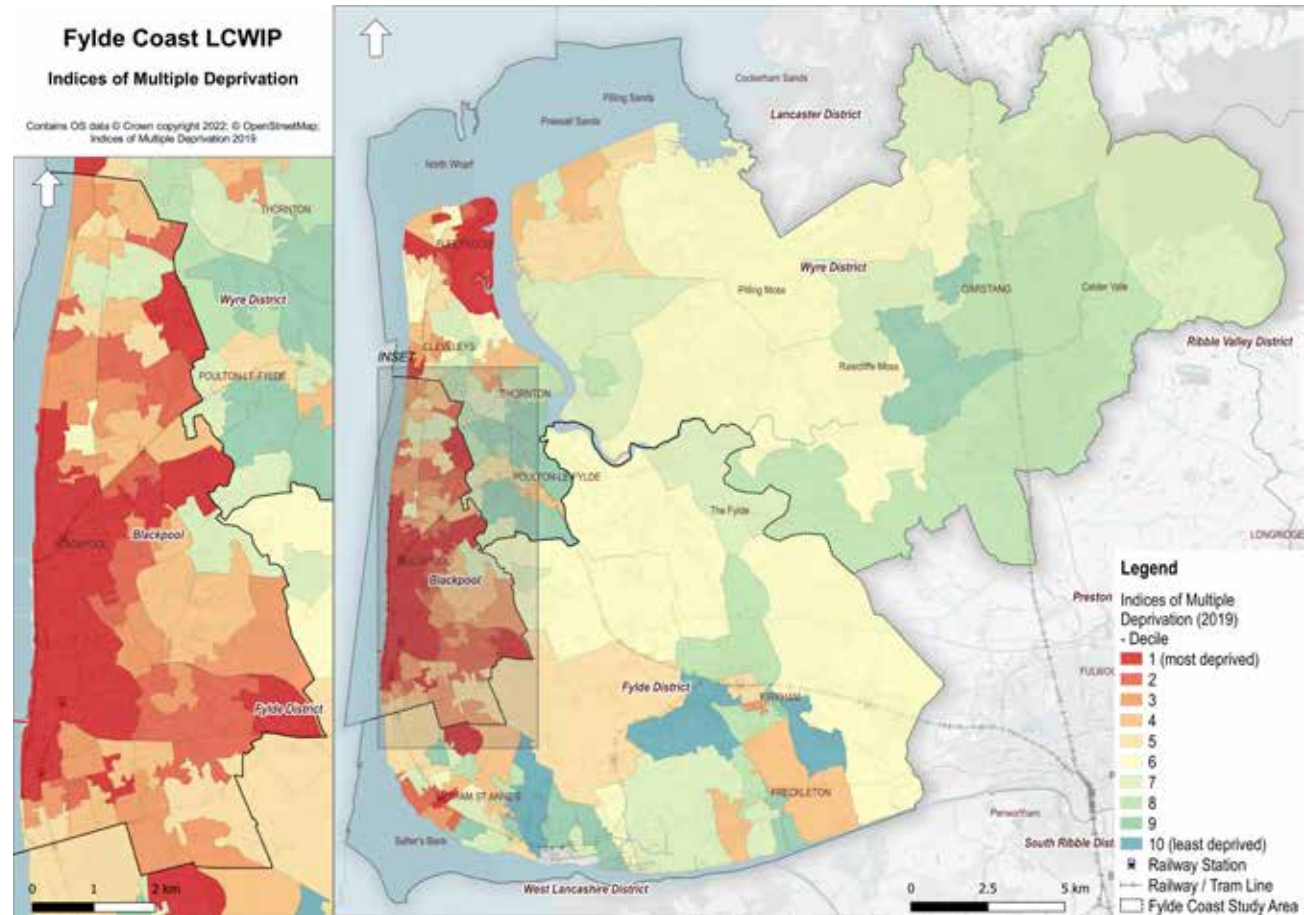 Fylde Coast LCWIP
Indices of Multiple Deprivation
Contains OS data © Crown copyright 2022; © OpenStreetMap;
Indices of Multiple Deprivation 2019
THORNTON
Wyre District
POULTON-LE-FYLDE
Blackpool
BLACKPOOL
Fylde District
0 1 2 km
Cockerham Sands
Pilling Sands
Lancaster District
Preesall Sands
North Wharf
FLEETWOOD
Wyre District
Pilling Moss
GARSTANG
Calder Vale
Ribble Valley District
CLEVELEYS
INSET
Rawcliffe Moss
THORNTON
POULTON-LE-FYLDE
The Fylde
LONGRIDGE
BLACKPOOL
Blackpool
Preston
FULWOO
Fylde District
KIRKHAM
LYTHAM ST ANNE'S
FRECKLETON
Penwortham
Salter's Bank
South Ribble Dist
West Lancashire District
0 2.5 5 km
Legend
Indices of Multiple
Deprivation (2019)
- Decile
1 (most deprived)
2
3
4
5
6
7
8
9
10 (least deprived)
Railway Station
Railway / Tram Line
Fylde Coast Study Area